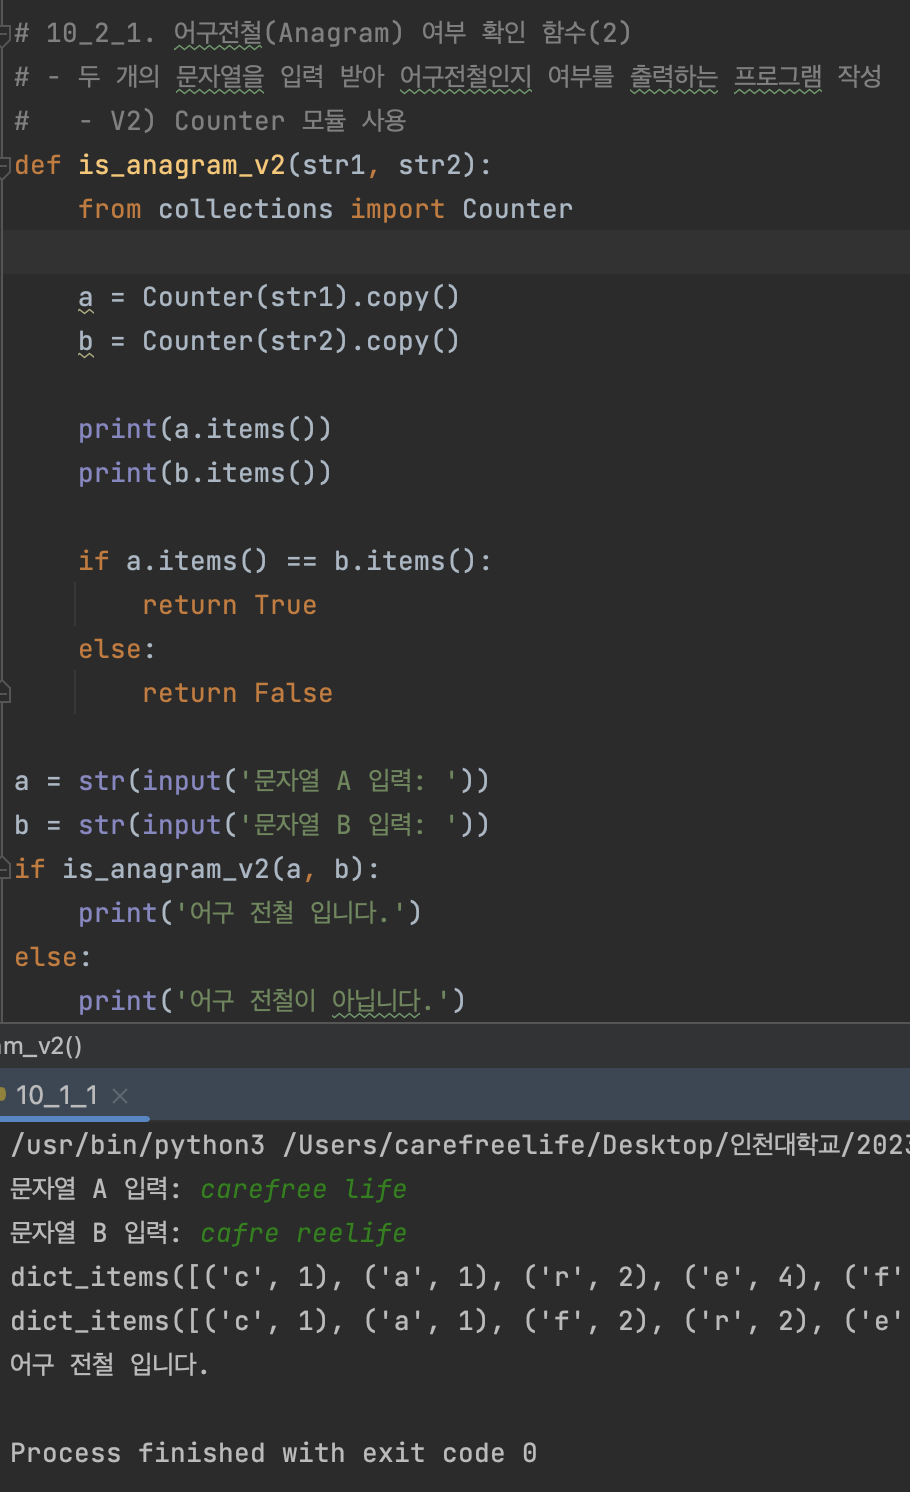 # 10_2_1. 어구전철(Anagram) 여부 확인 함수(2)
# - 두 개의 문자열을 입력 받아 어구전철인지 여부를 출력하는 프로그램 작성
#   - V2) Counter 모듈 사용
def is_anagram_v2(str1, str2):
    from collections import Counter
    a = Counter(str1).copy()
    b = Counter(str2).copy()
    print(a.items())
    print(b.items())
    if a.items() == b.items():
        return True
    else:
        return False
a = str(input('문자열 A 입력: '))
b = str(input('문자열 B 입력: '))
if is_anagram_v2(a, b):
    print('어구 전철 입니다.')
else:
    print('어구 전철이 아닙니다.')
am_v2()
10_1_1
/usr/bin/python3 /Users/carefreelife/Desktop/인천대학교/2023
문자열 A 입력: carefree life
문자열 B 입력: cafre reelife
dict_items([('c', 1), ('a', 1), ('r', 2), ('e', 4), ('f'
dict_items([('c', 1), ('a', 1), ('f', 2), ('r', 2), ('e'
어구 전철 입니다.
Process finished with exit code 0